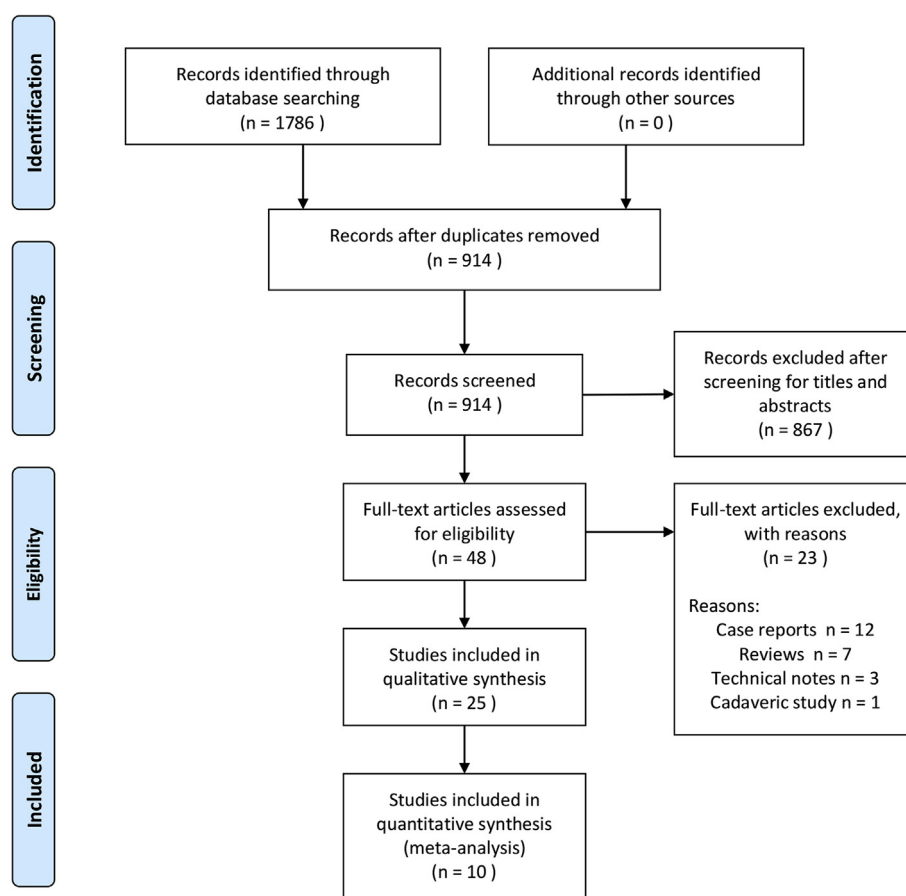 Identification
Records identified through
database searching
(n = 1786 )
Additional records identified
through other sources
(n = 0 )
Records after duplicates removed
(n = 914 )
Screening
Records screened
(n = 914 )
Records excluded after
screening for titles and
abstracts
(n = 867 )
Eligibility
Full-text articles assessed
for eligibility
(n = 48 )
Full-text articles excluded,
with reasons
(n = 23 )
Reasons:
Case reports n = 12
Reviews n = 7
Technical notes n = 3
Cadaveric study n = 1
Studies included in
qualitative synthesis
(n = 25 )
Included
Studies included in
quantitative synthesis
(meta-analysis)
(n = 10 )